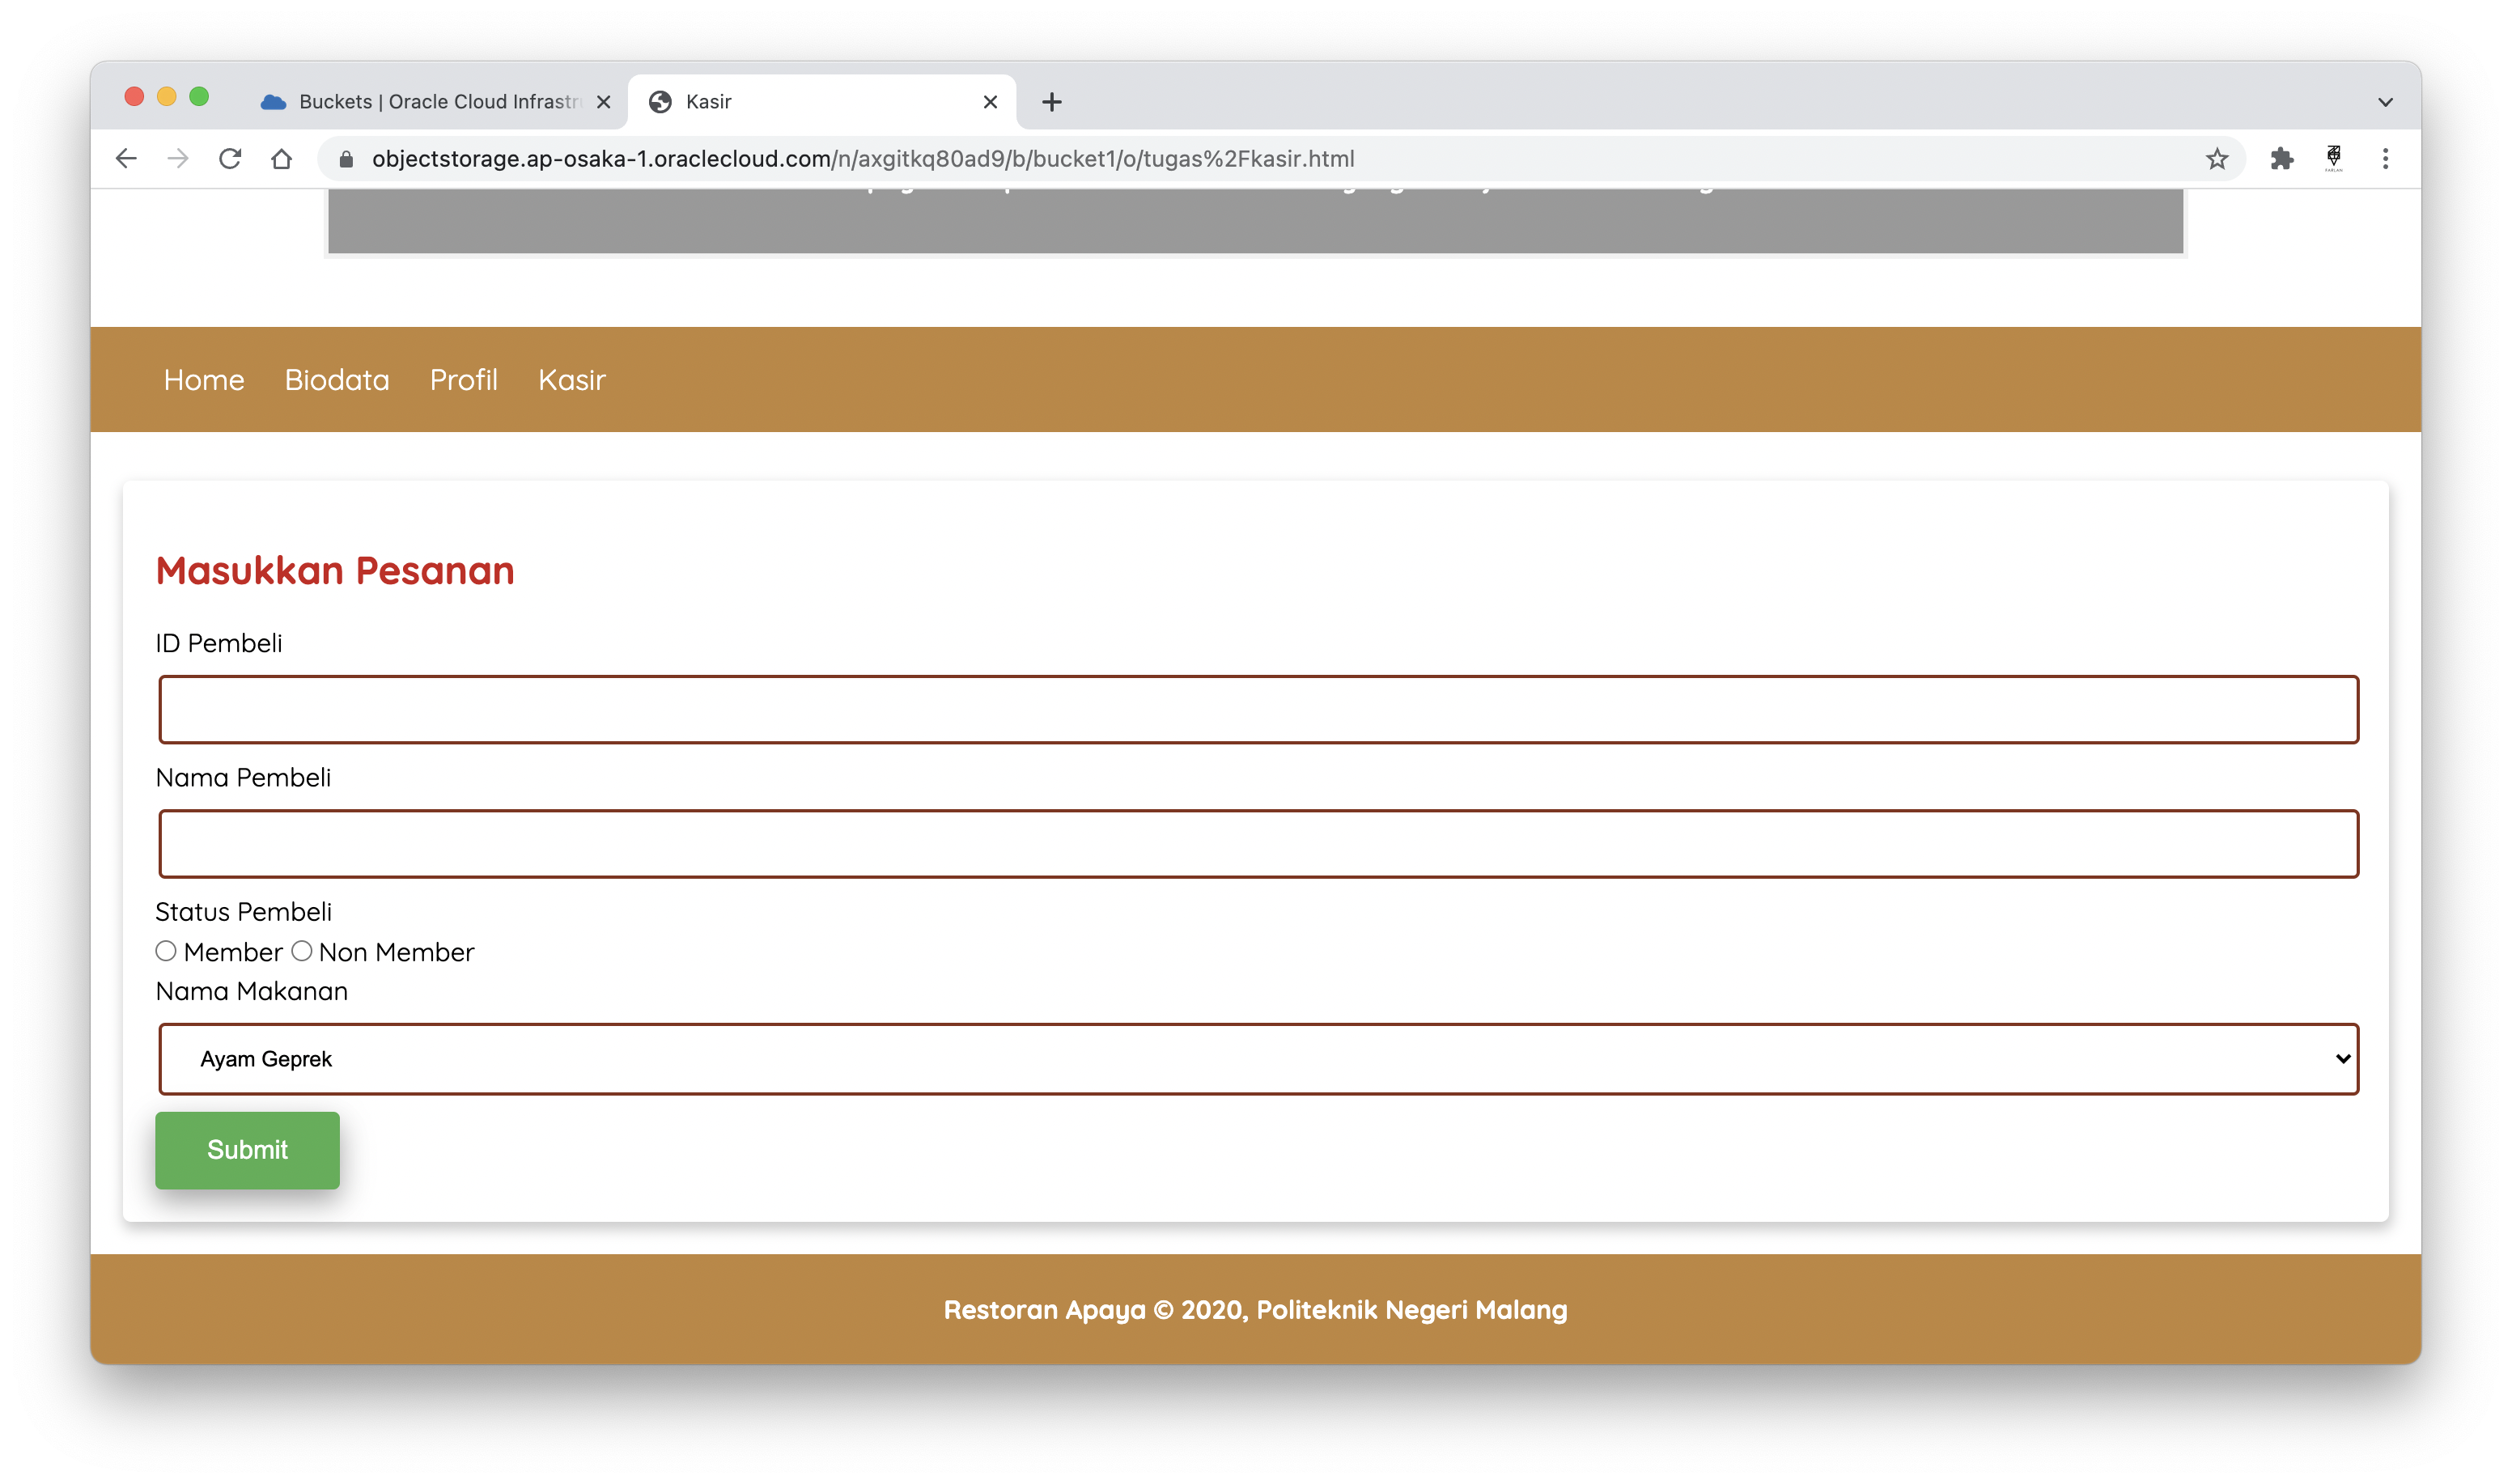 Buckets | Oracle Cloud Infrastr
Kasir
objectstorage.ap-osaka-1.oraclecloud.com/n/axgitkq80ad9/b/bucket1/o/tugas%2Fkasir.html
Home Biodata Profil Kasir
Masukkan Pesanan
ID Pembeli
Nama Pembeli
Status Pembeli
Member Non Member
Nama Makanan
Ayam Geprek
Submit
Restoran Apaya © 2020, Politeknik Negeri Malang